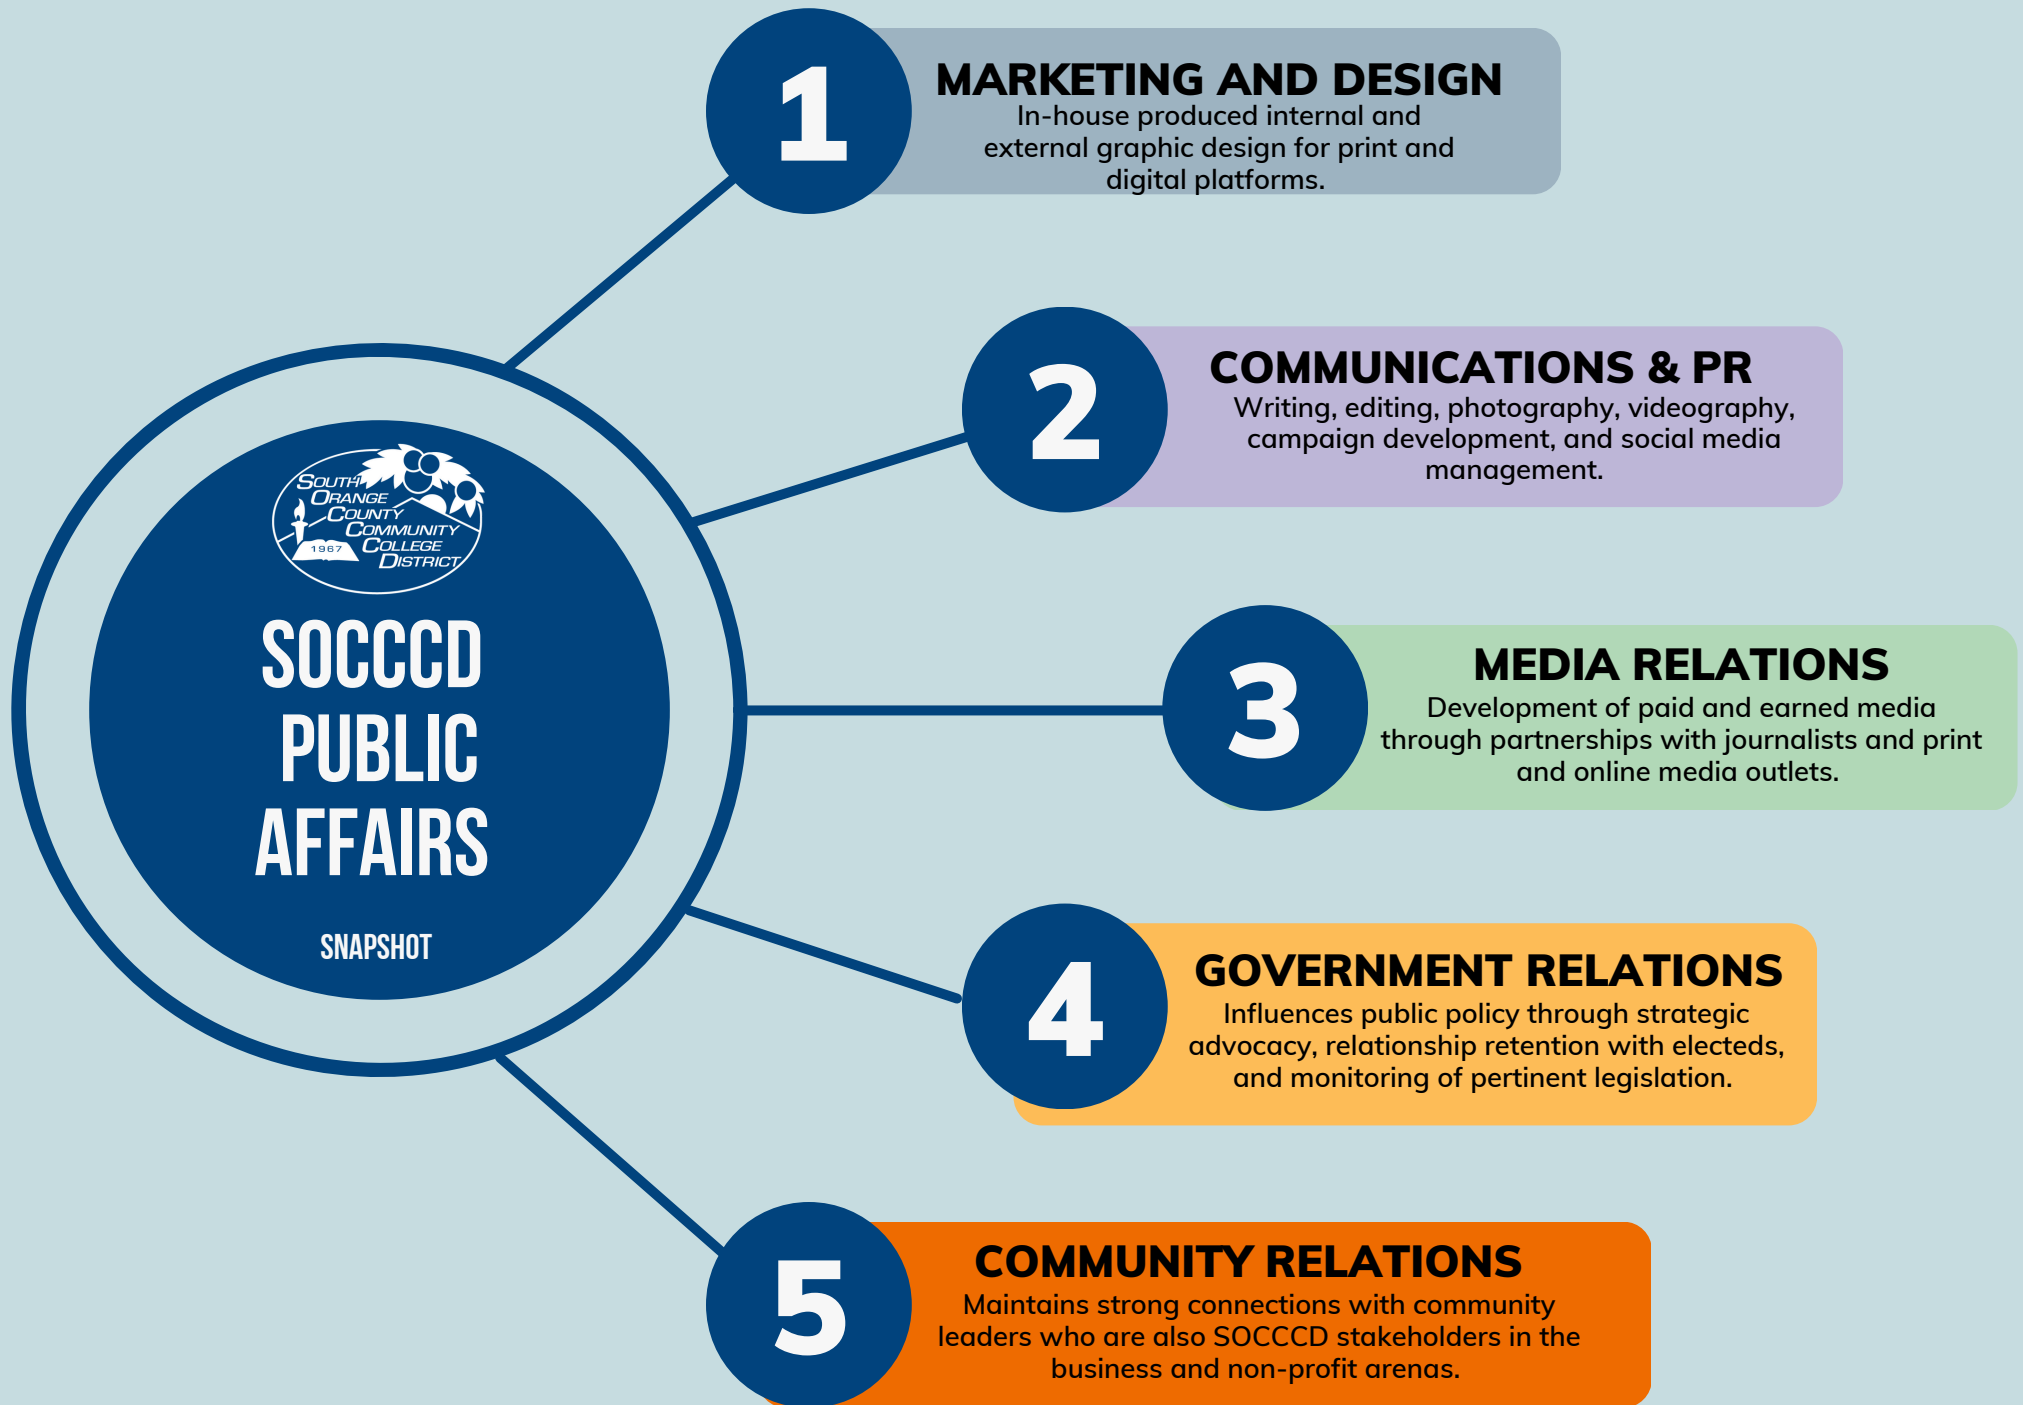 SOUTH
ORANGE
COUNTY
COMMUNITY
COLLEGE
DISTRICT
1967
SOCCCD
PUBLIC
AFFAIRS
SNAPSHOT
1
MARKETING AND DESIGN
In-house produced internal and
external graphic design for print and
digital platforms.
2
COMMUNICATIONS & PR
Writing, editing, photography, videography,
campaign development, and social media
management.
3
MEDIA RELATIONS
Development of paid and earned media
through partnerships with journalists and print
and online media outlets.
4
GOVERNMENT RELATIONS
Influences public policy through strategic
advocacy, relationship retention with electeds,
and monitoring of pertinent legislation.
5
COMMUNITY RELATIONS
Maintains strong connections with community
leaders who are also SOCCCD stakeholders in the
business and non-profit arenas.